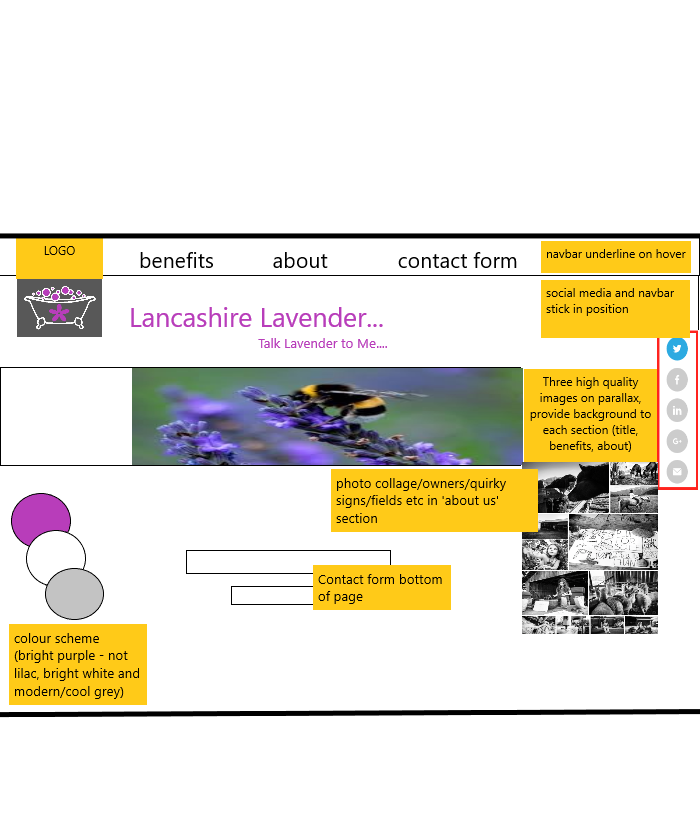 LOGO
benefits
about
contact form
navbar underline on hover
social media and navbar
stick in position
Lancashire Lavender...
Talk Lavender to Me....
Three high quality
images on parallax,
provide background to
each section (title,
benefits, about)
photo collage/owners/quirky
signs/fields etc in 'about us'
section
Contact form bottom
of page
colour scheme
(bright purple - not
lilac, bright white and
modern/cool grey)
f
in
G+